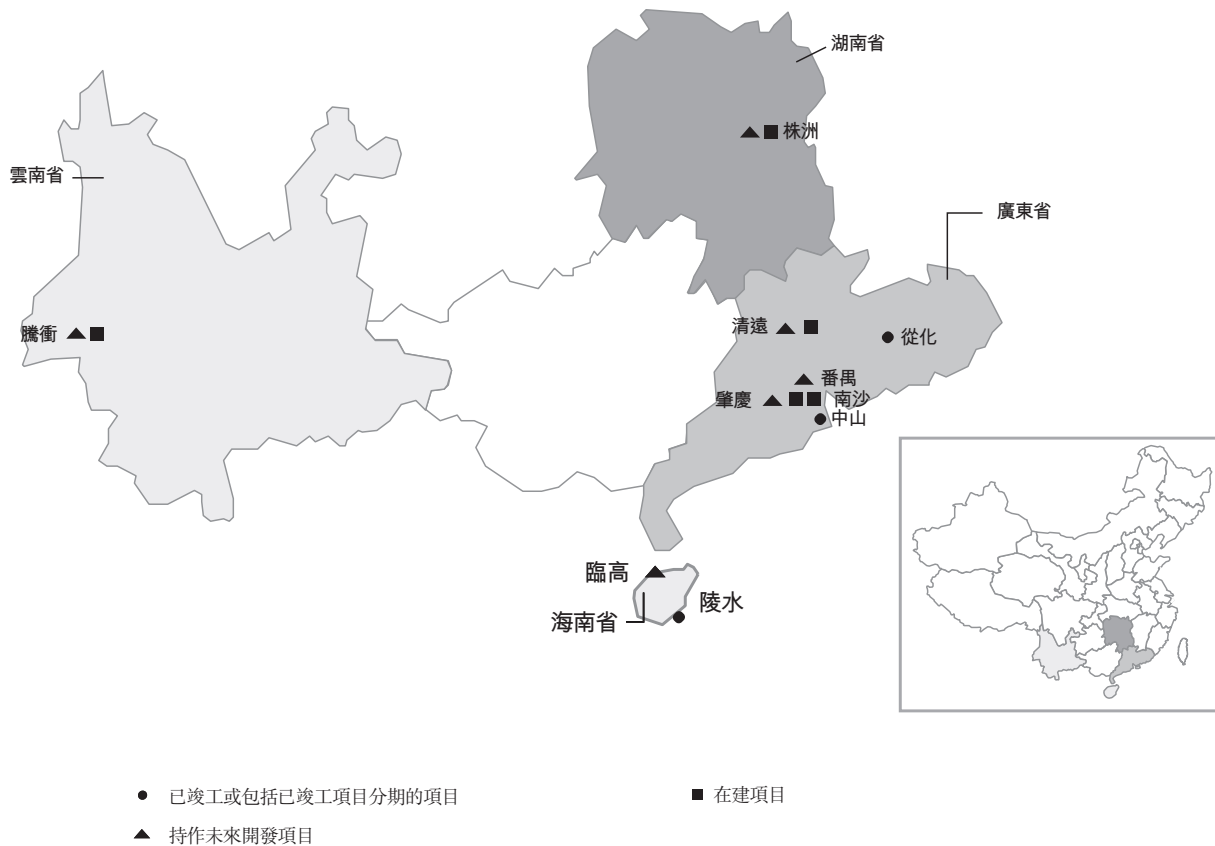 湖南省
株洲
雲南省
廣東省
騰衝
清遠
從化
番禺
肇慶
南沙
中山
臨高
陵水
海南省
已竣工或包括已竣工項目分期的項目
在建項目
持作未來開發項目